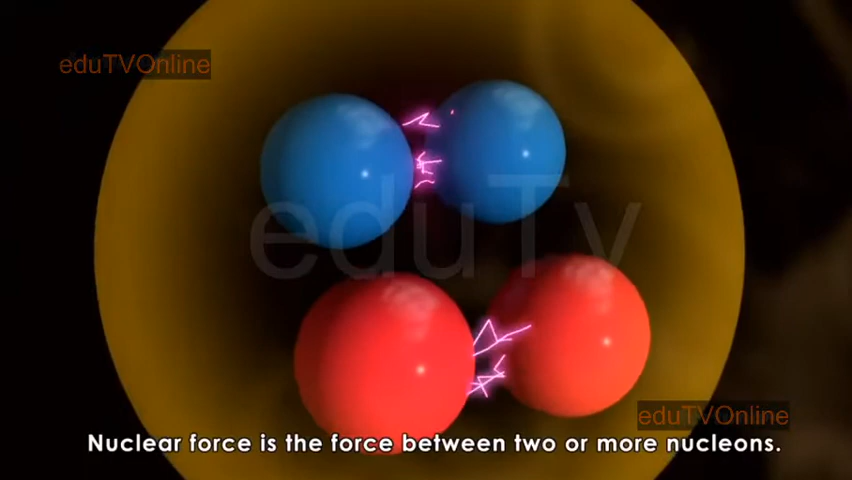 eduTVOnline
eduTv
eduTVOnline
Nuclear force is the force between two or more nucleons.